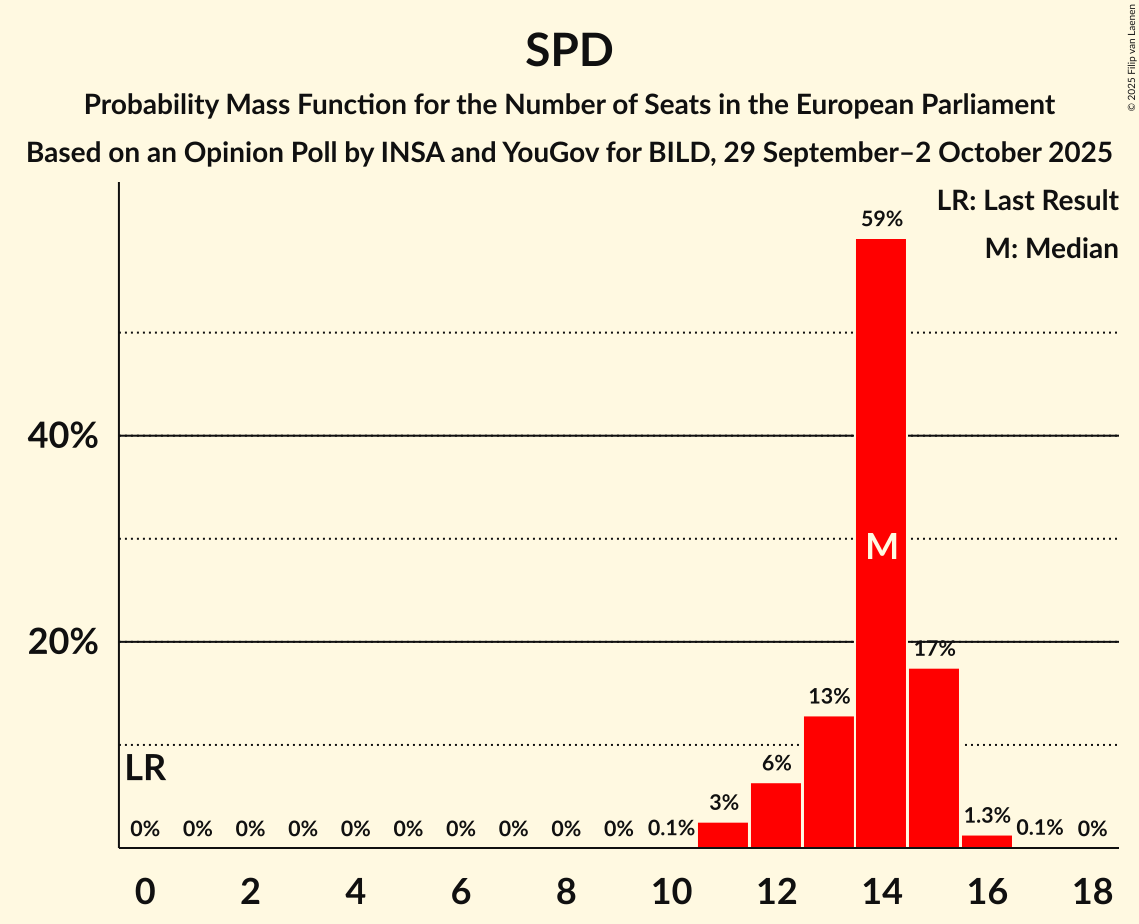 SPD
Probability Mass Function for the Number of Seats in the European Parliament
Based on an Opinion Poll by INSA and YouGov for BILD, 29 September–2 October 2025
© 2025 Filip van Laenen
LR: Last Result
M: Median
59%
40%
M
20%
17%
13%
LR
6%
3%
0% 0% 0% 0% 0% 0% 0% 0% 0% 0% 0.1% 1.3% 0.1% 0%
0 2 4 6 8 10 12 14 16 18